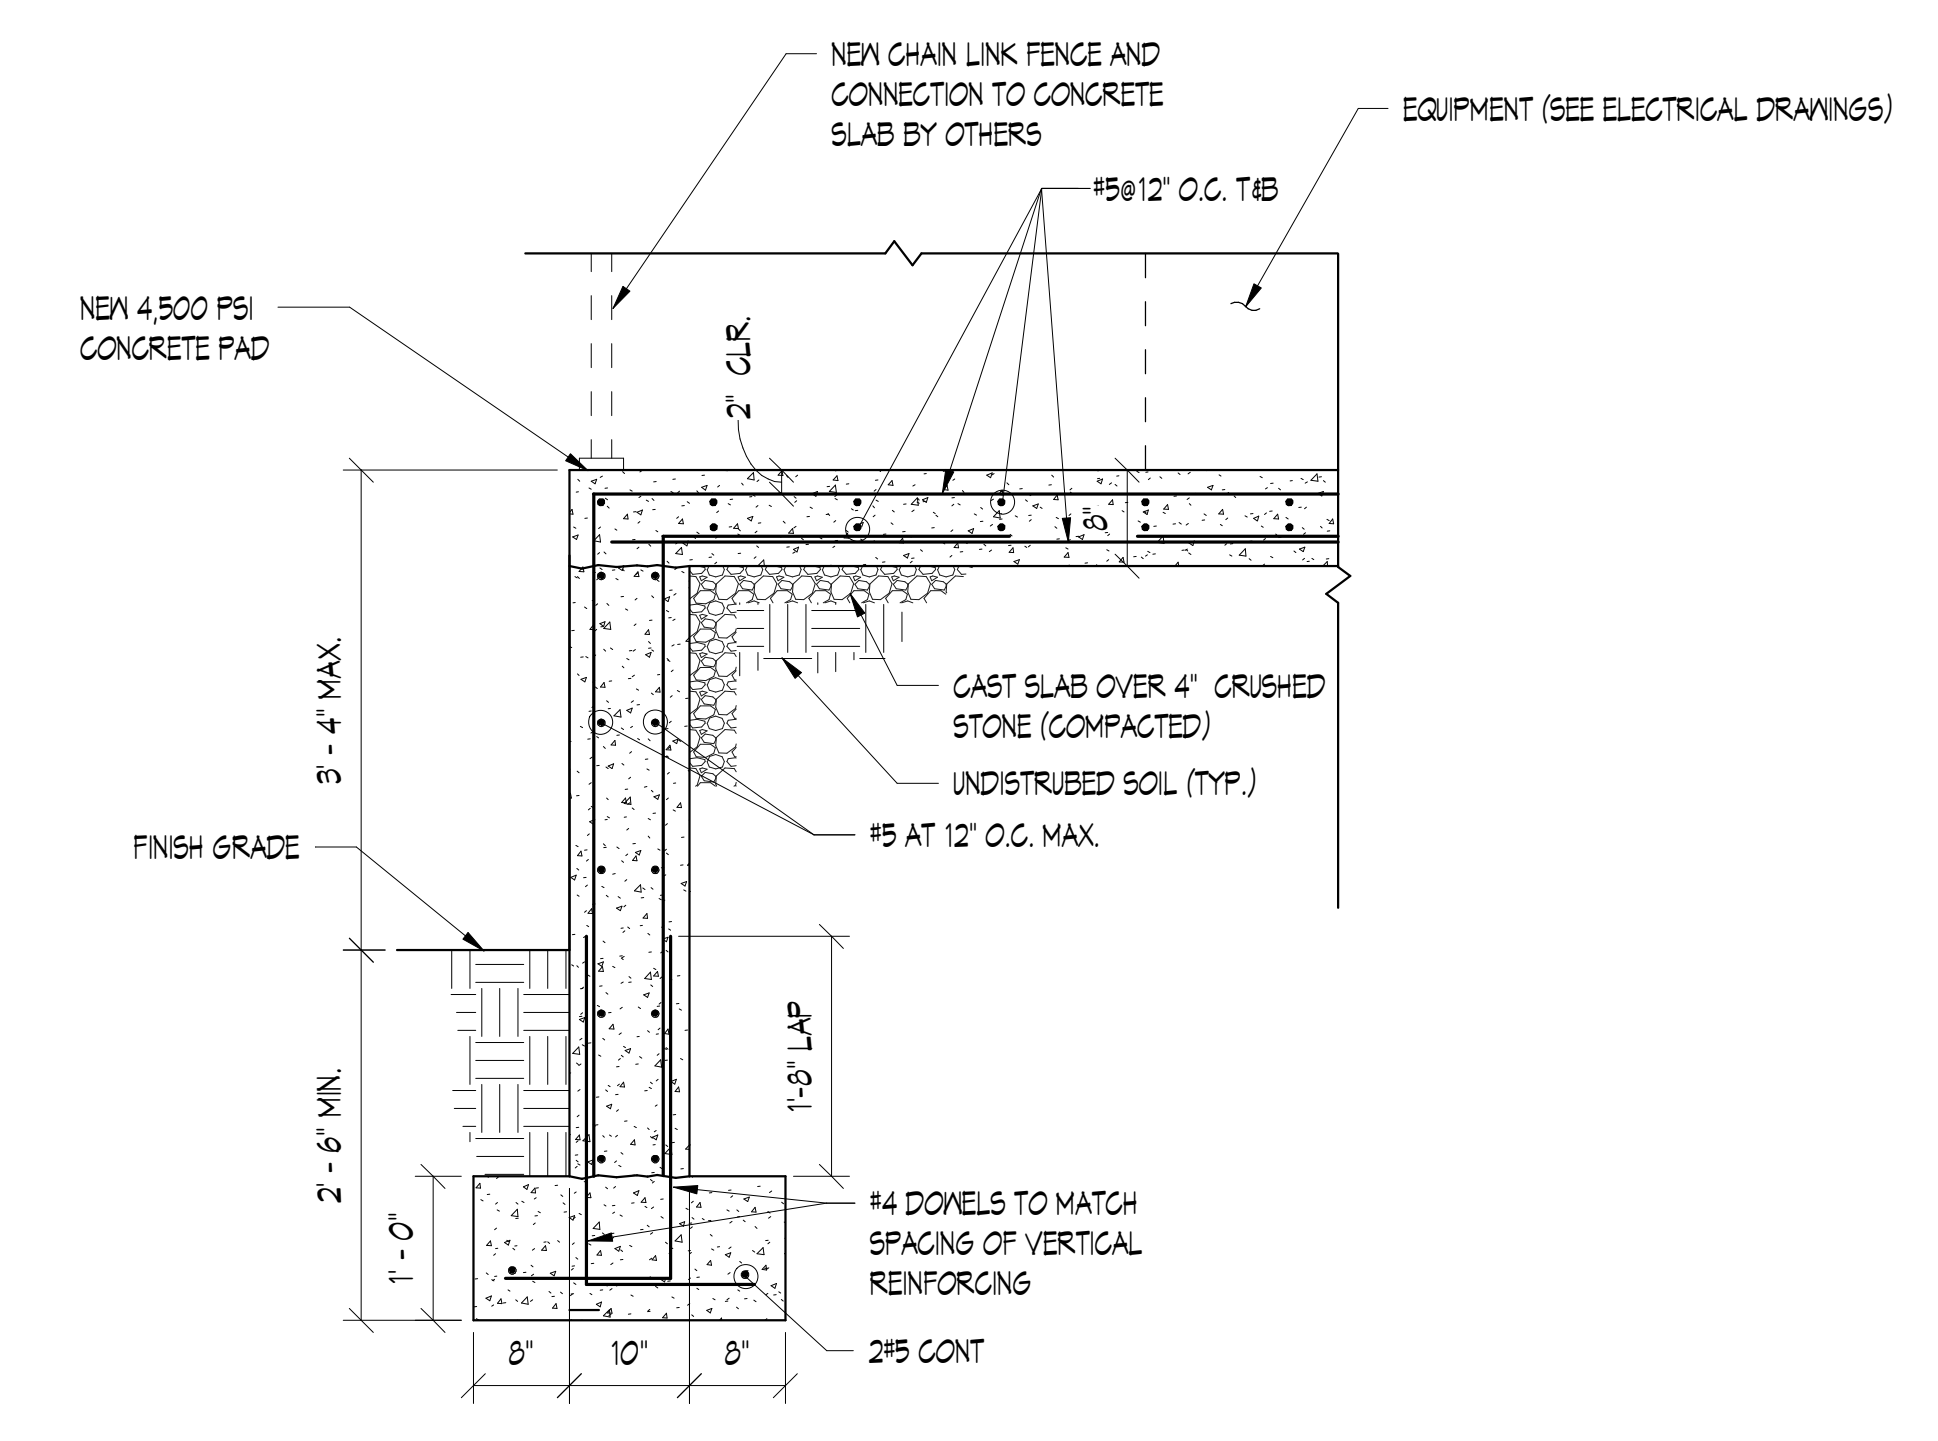 NEW CHAIN LINK FENCE AND
CONNECTION TO CONCRETE
SLAB BY OTHERS
EQUIPMENT (SEE ELECTRICAL DRAWINGS)
#5@12" O.C. T&B
NEW 4,500 PSI
CONCRETE PAD
2" CLR.
8"
3' - 4" MAX.
CAST SLAB OVER 4" CRUSHED
STONE (COMPACTED)
UNDISTRUBED SOIL (TYP.)
#5 AT 12" O.C. MAX.
FINISH GRADE
1'-8" LAP
2' - 6" MIN.
1' - 0"
#4 DOWELS TO MATCH
SPACING OF VERTICAL
REINFORCING
2#5 CONT
8"
10"
8"